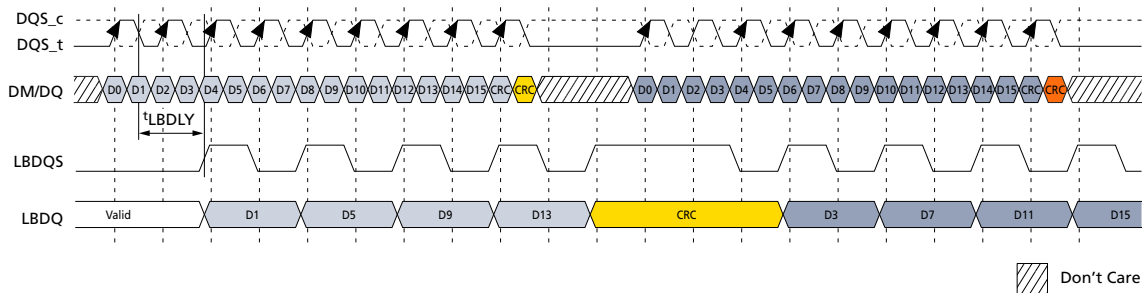 DQS_c
DQS_t
DM/DQ D0 D1 D2 D3 D4 D5 D6 D7 D8 D9 D10 D11 D12 D13 D14 D15 CRC CRC D0 D1 D2 D3 D4 D5 D6 D7 D8 D9 D10 D11 D12 D13 D14 D15 CRC CRC
tLBDLY
LBDQS
LBDQ Valid D1 D5 D9 D13 CRC D3 D7 D11 D15
Don't Care